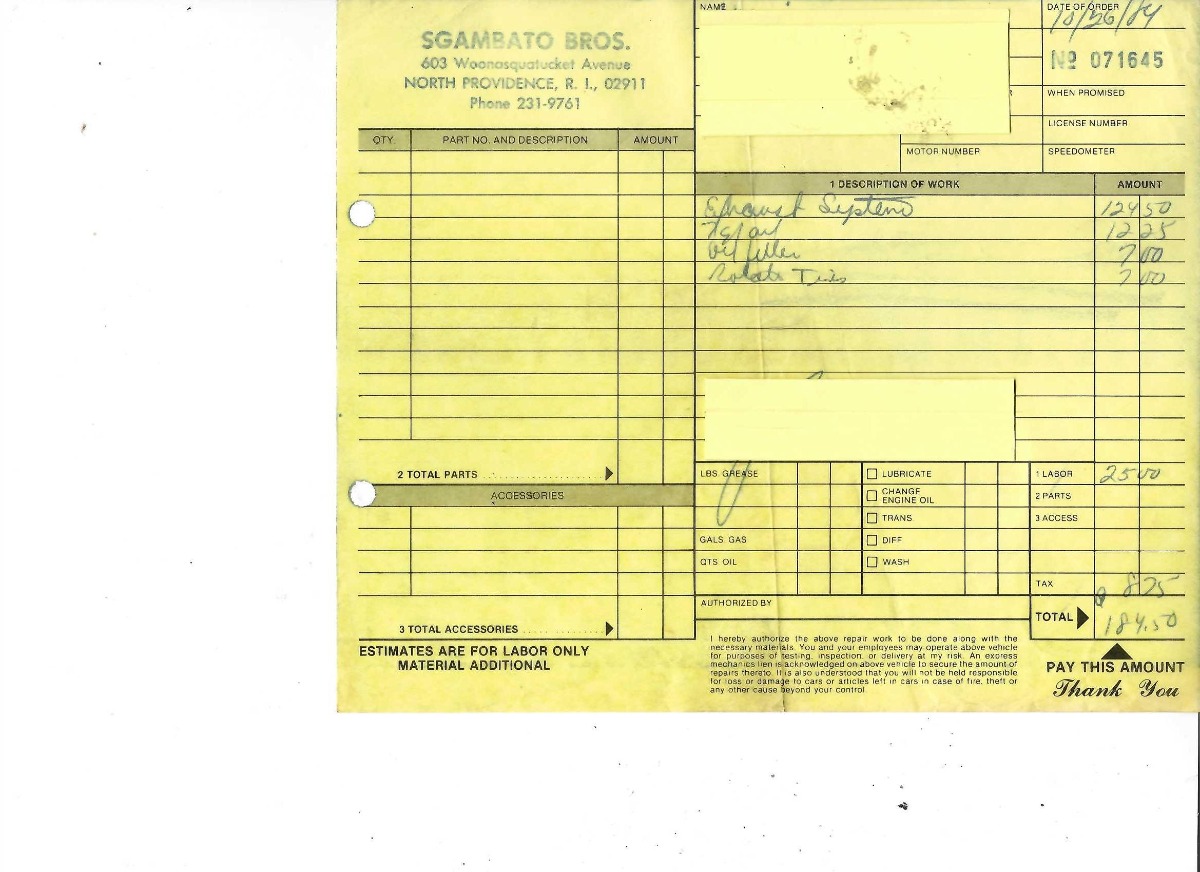 SGAMBATO BROS.
603 Woonasquatucket Avenue
NORTH PROVIDENCE, R. I., 02911
Phone 231-9761
NAME
DATE OF ORDER
10/26/84
No 071645
WHEN PROMISED
LICENSE NUMBER
MOTOR NUMBER
SPEEDOMETER
QTY. PART NO. AND DESCRIPTION AMOUNT
2 TOTAL PARTS
ACCESSORIES
3 TOTAL ACCESSORIES
ESTIMATES ARE FOR LABOR ONLY
MATERIAL ADDITIONAL
1 DESCRIPTION OF WORK AMOUNT
Exhaust System 124 50
12 25
Oil filter 7 00
Rotate Tires 7 00
LBS. GREASE
GALS. GAS
QTS. OIL
LUBRICATE
CHANGE
ENGINE OIL
TRANS
DIFF
WASH
1 LABOR 25 00
2 PARTS
3 ACCESS
TAX 8.75
TOTAL 184.50
AUTHORIZED BY
I hereby authorize the above repair work to be done along with the
necessary materials. You and your employees may operate above vehicle
for purposes of testing, inspection, or delivery at my risk. An express
mechanics lien is acknowledged on above vehicle to secure the amount of
repairs thereto. It is also understood that you will not be held responsible
for loss or damage to cars or articles left in cars in case of fire, theft or
any other cause beyond your control.
PAY THIS AMOUNT
Thank You